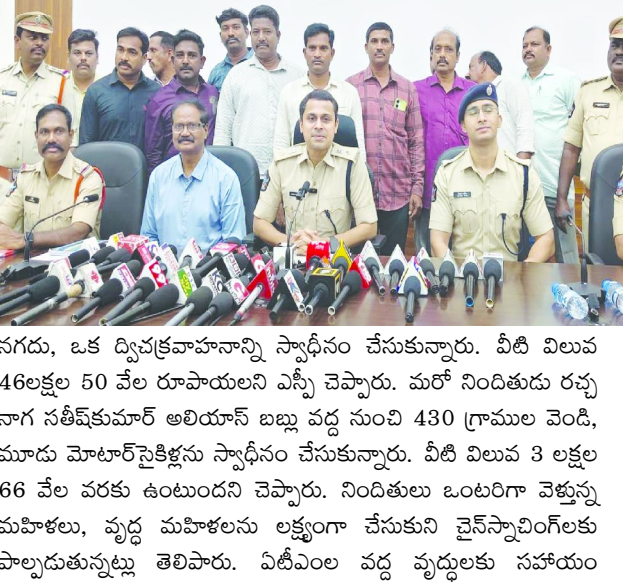 నగదు, ఒక ద్విచక్రవాహనాన్ని స్వాధీనం చేసుకున్నారు. వీటి విలువ
46లక్షల 50 వేల రూపాయలని ఎస్పీ చెప్పారు. మరో నిందితుడు రచ్చ
నాగ సతీష్‌కుమార్ అలియాస్ బబ్లు వద్ద నుంచి 430 గ్రాముల వెండి,
మూడు మోటార్‌సైకిళ్లను స్వాధీనం చేసుకున్నారు. వీటి విలువ 3 లక్షల
66 వేల వరకు ఉంటుందని చెప్పారు. నిందితులు ఒంటరిగా వెళ్తున్న
మహిళలు, వృద్ధ మహిళలను లక్ష్యంగా చేసుకుని చైన్‌స్నాచింగ్‌లకు
పాల్పడుతున్నట్లు తెలిపారు. ఏటీఎంల వద్ద వృద్ధులకు సహాయం